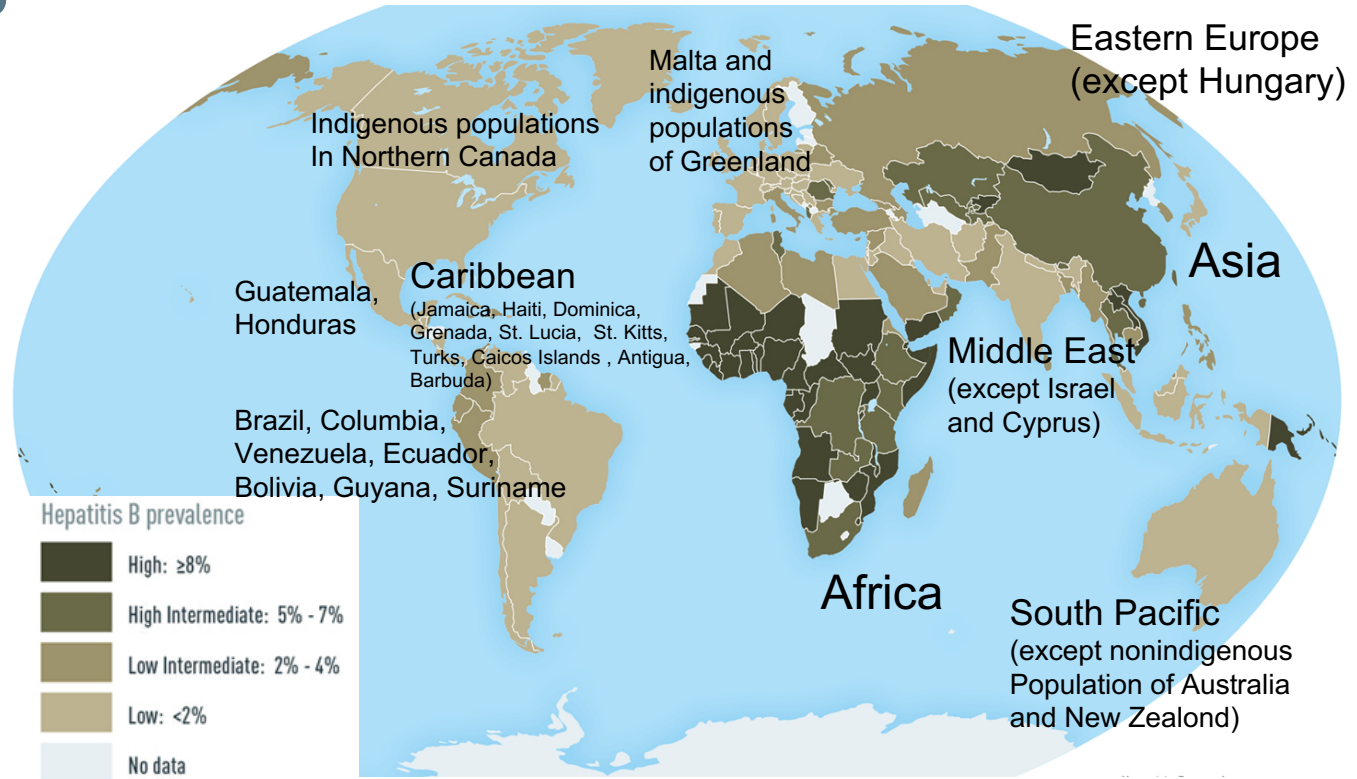 Eastern Europe
(except Hungary)
Malta and
indigenous
populations
of Greenland
Indigenous populations
In Northern Canada
Asia
Caribbean
(Jamaica, Haiti, Dominica,
Grenada, St. Lucia, St. Kitts,
Turks, Caicos Islands , Antigua,
Barbuda)
Guatemala,
Honduras
Middle East
(except Israel
and Cyprus)
Brazil, Columbia,
Venezuela, Ecuador,
Bolivia, Guyana, Suriname
Africa
South Pacific
(except nonindigenous
Population of Australia
and New Zealond)
Hepatitis B prevalence
High: ≥8%
High Intermediate: 5% - 7%
Low Intermediate: 2% - 4%
Low: <2%
No data